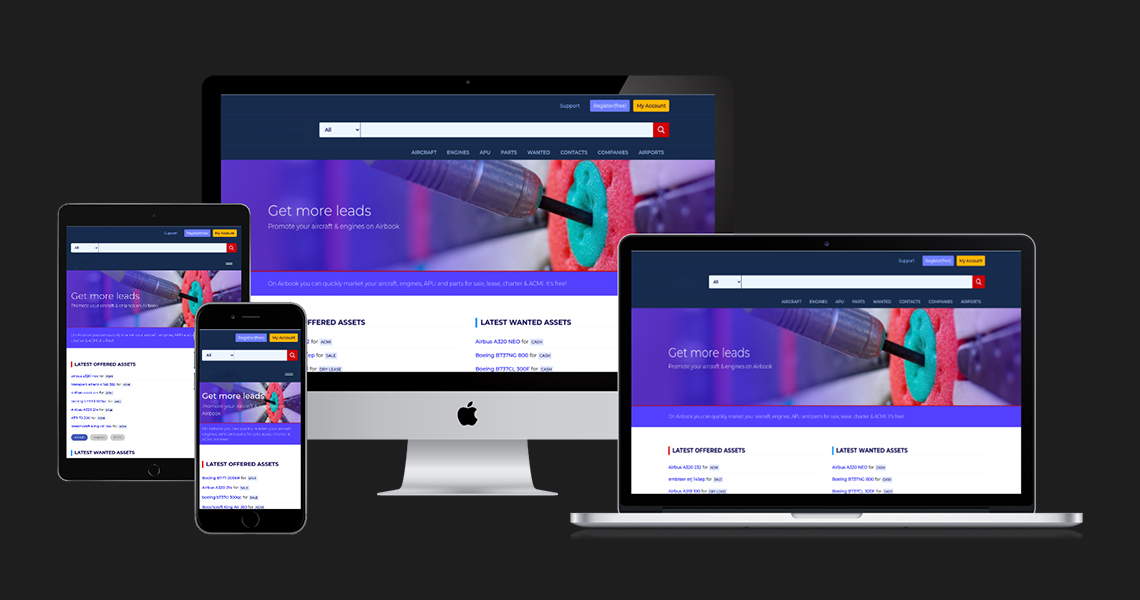 Support Register(free) My Account
All
AIRCRAFT ENGINES APU PARTS WANTED CONTACTS COMPANIES AIRPORTS
Get more leads
Promote your aircraft & engines on Airbook
On Airbook you can quickly market your aircraft, engines, APU and parts for sale, lease, charter & ACMI. It's free!
FFERED ASSETS
2 for ACMI
ep for SALE
for DRY LEASE
LATEST WANTED ASSETS
Airbus A320 NEO for CASH
Boeing B737NG 800 for CASH
Boeing B737CL 300F for CASH
Support Register(free) My Account
All
Get more leads
Promote your aircraft & engines on Airbook
LATEST OFFERED ASSETS
LATEST WANTED ASSETS
Register(free) My Account
All
Get more leads
Promote your aircraft & engines on
Airbook
LATEST OFFERED ASSETS
Airbus A320 214 for SALE
boeing b737cl 300qc for SALE
Beechcraft King Air 350 for ACMI
Support Register(free) My Account
All
AIRCRAFT ENGINES APU PARTS WANTED CONTACTS COMPANIES AIRPORTS
Get more leads
Promote your aircraft & engines on Airbook
On Airbook you can quickly market your aircraft, engines, APU and parts for sale, lease, charter & ACMI. It's free!
LATEST OFFERED ASSETS
Airbus A320 232 for ACMI
embraer erj 145ep for SALE
Airbus A319 100 for DRY LEASE
LATEST WANTED ASSETS
Airbus A320 NEO for CASH
Boeing B737NG 800 for CASH
Boeing B737CL 300F for CASH